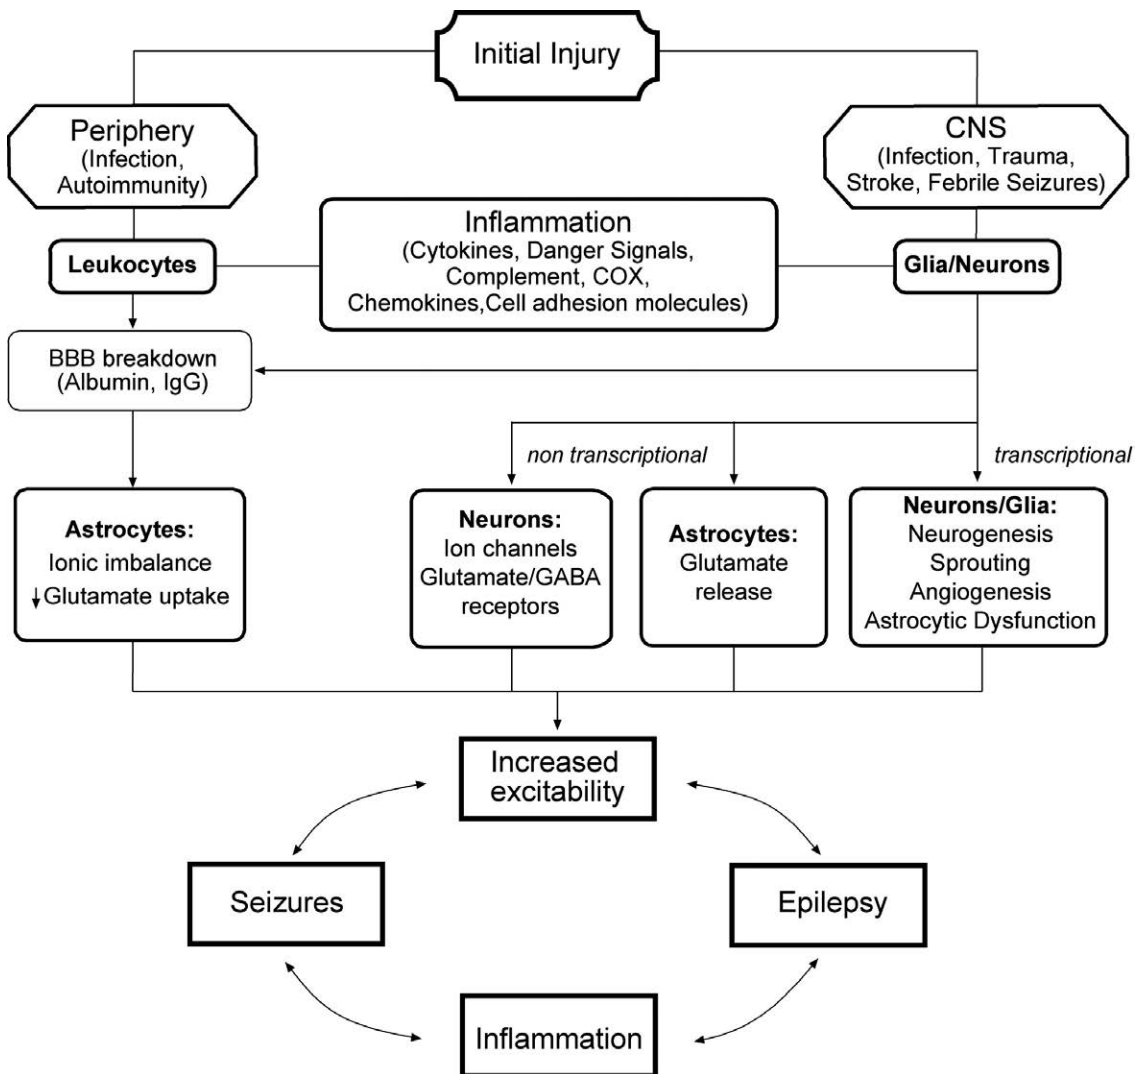 Initial Injury
Periphery
(Infection,
Autoimmunity)
CNS
(Infection, Trauma,
Stroke, Febrile Seizures)
Inflammation
(Cytokines, Danger Signals,
Complement, COX,
Chemokines,Cell adhesion molecules)
Leukocytes
Glia/Neurons
BBB breakdown
(Albumin, IgG)
non transcriptional
transcriptional
Astrocytes:
Ionic imbalance
↓Glutamate uptake
Neurons:
Ion channels
Glutamate/GABA
receptors
Astrocytes:
Glutamate
release
Neurons/Glia:
Neurogenesis
Sprouting
Angiogenesis
Astrocytic Dysfunction
Increased
excitability
Seizures
Epilepsy
Inflammation